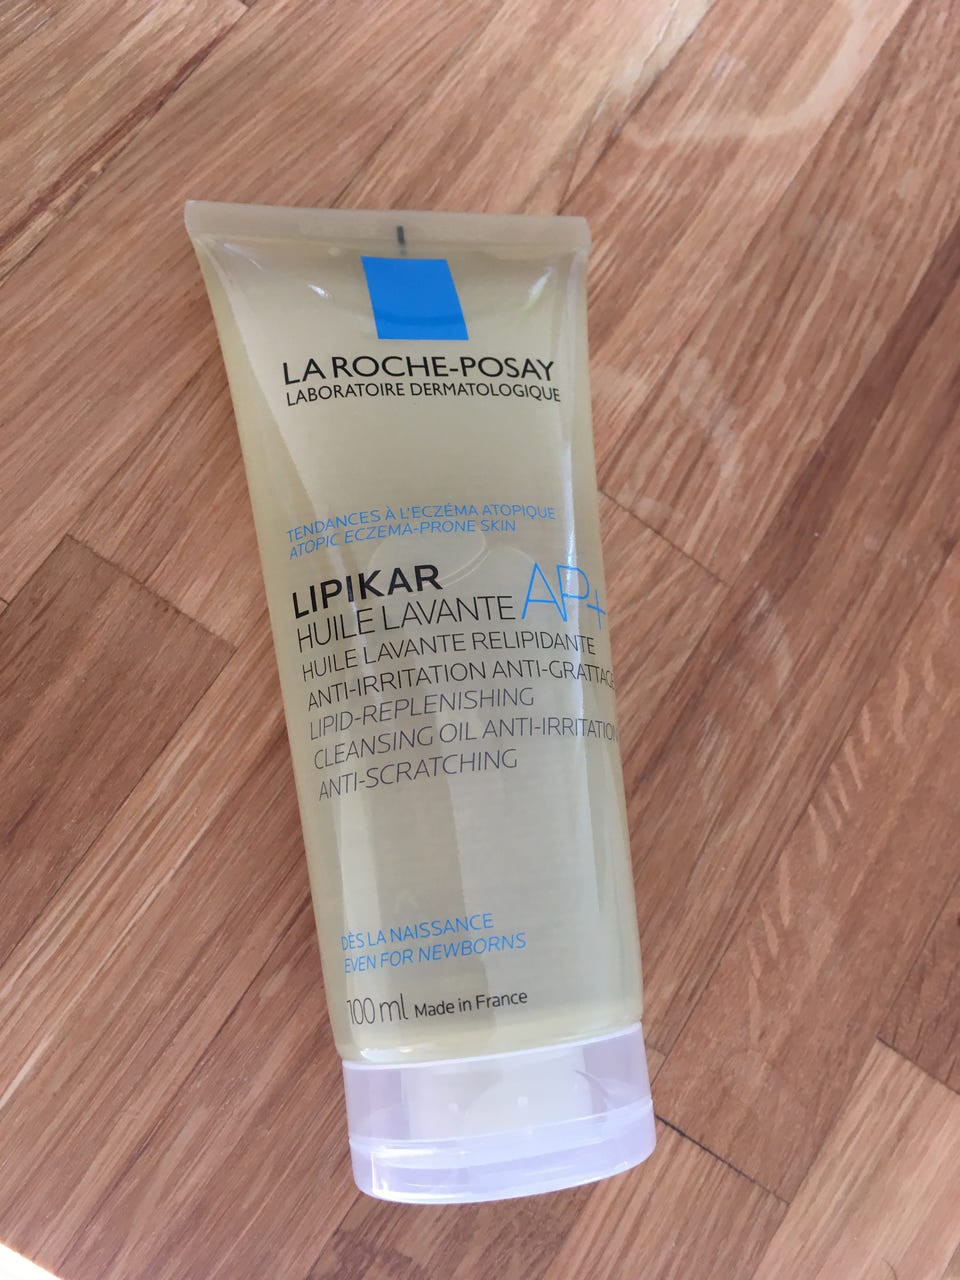 LA ROCHE-POSAY
LABORATOIRE DERMATOLOGIQUE
TENDANCES À L'ECZÉMA ATOPIQUE
ATOPIC ECZEMA-PRONE SKIN
LIPIKAR
HUILE LAVANTE AP+
HUILE LAVANTE RELIPIDANTE
ANTI-IRRITATION ANTI-GRATTAGE
LIPID-REPLENISHING
CLEANSING OIL ANTI-IRRITATION
ANTI-SCRATCHING
DÈS LA NAISSANCE
EVEN FOR NEWBORNS
100 ml Made in France